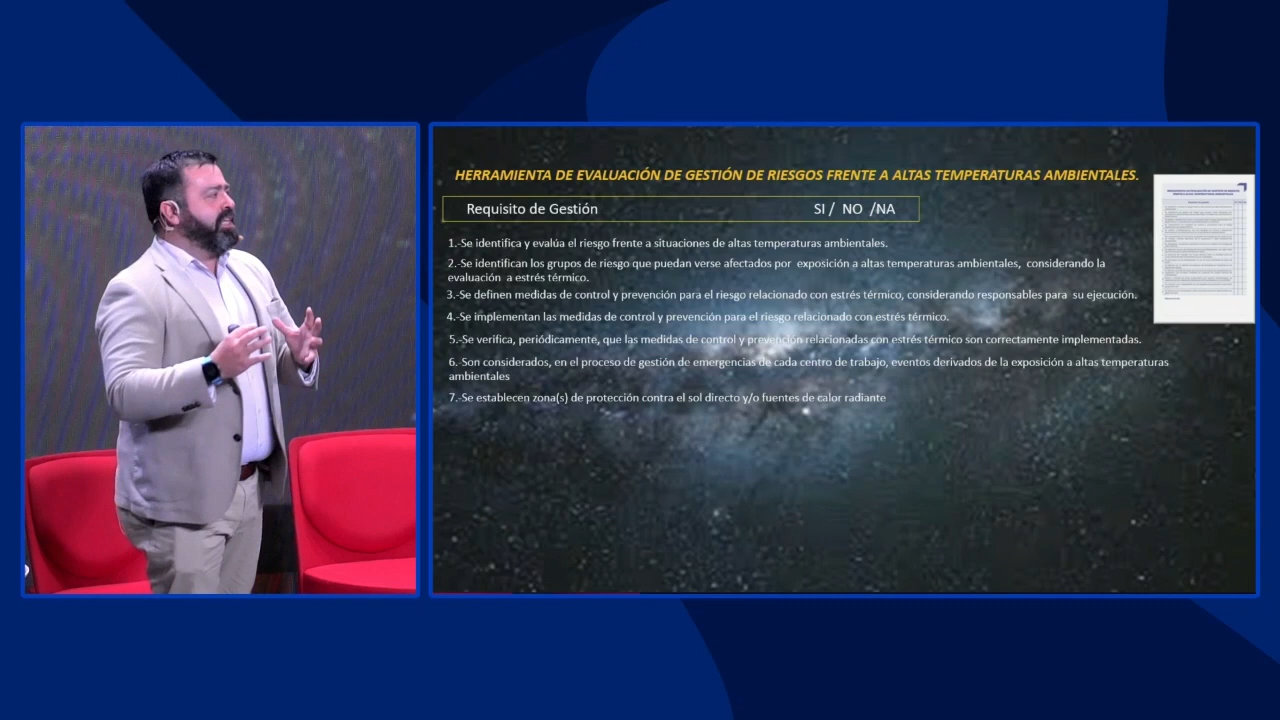 HERRAMIENTA DE EVALUACIÓN DE GESTIÓN DE RIESGOS FRENTE A ALTAS TEMPERATURAS AMBIENTALES.
Requisito de Gestión SI / NO /NA
1.-Se identifica y evalúa el riesgo frente a situaciones de altas temperaturas ambientales.
2.-Se identifican los grupos de riesgo que puedan verse afectados por exposición a altas temperaturas ambientales, considerando la
evaluación estrés térmico.
3.-Se definen medidas de control y prevención para el riesgo relacionado con estrés térmico, considerando responsables para su ejecución.
4.-Se implementan las medidas de control y prevención para el riesgo relacionado con estrés térmico.
5.-Se verifica, periódicamente, que las medidas de control y prevención relacionadas con estrés térmico son correctamente implementadas.
6.-Son considerados, en el proceso de gestión de emergencias de cada centro de trabajo, eventos derivados de la exposición a altas temperaturas
ambientales
7.-Se establecen zona(s) de protección contra el sol directo y/o fuentes de calor radiante